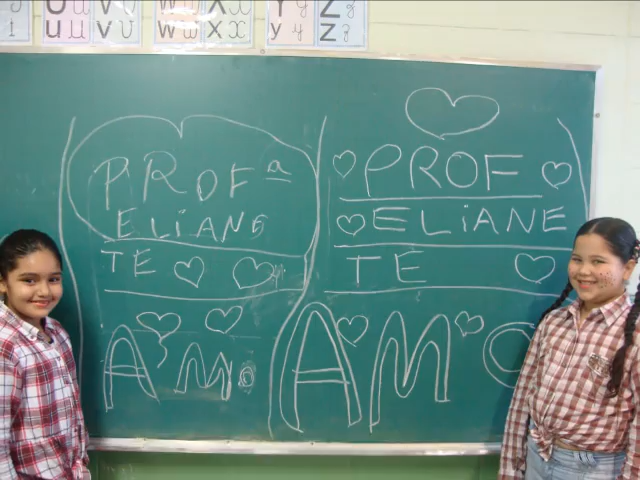 U u V v W w X x Y y Z z
U u V v W w X x Y y Z z
PROFª
ELiANE
TE
AMO
PROF
ELiANE
TE
AMO